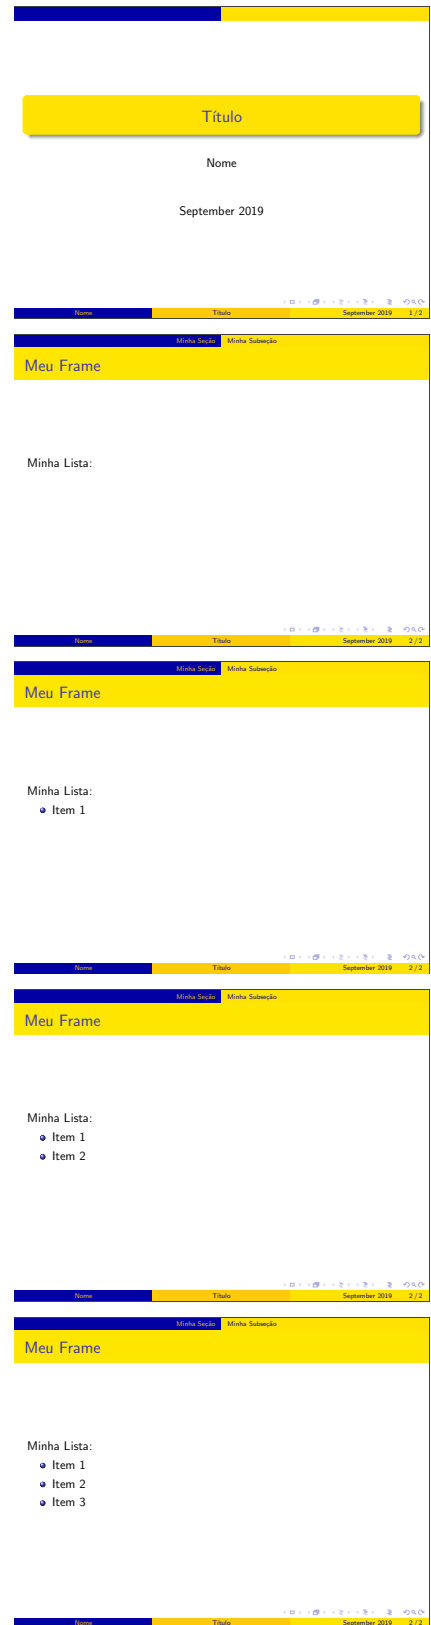 Título
Nome
September 2019
Nome Título September 2019 1 / 2
Minha Seção Minha Subseção
Meu Frame
Minha Lista:
Nome Título September 2019 2 / 2
Minha Seção Minha Subseção
Meu Frame
Minha Lista:
Item 1
Nome Título September 2019 2 / 2
Minha Seção Minha Subseção
Meu Frame
Minha Lista:
Item 1
Item 2
Nome Título September 2019 2 / 2
Minha Seção Minha Subseção
Meu Frame
Minha Lista:
Item 1
Item 2
Item 3
Nome Título September 2019 2 / 2